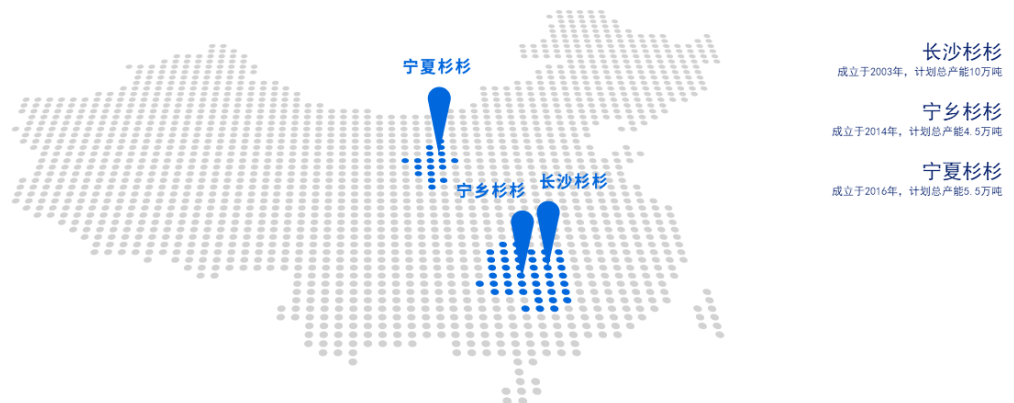 宁夏杉杉
宁乡杉杉
长沙杉杉
长沙杉杉
成立于2003年，计划总产能10万吨
宁乡杉杉
成立于2014年，计划总产能4.5万吨
宁夏杉杉
成立于2016年，计划总产能5.5万吨